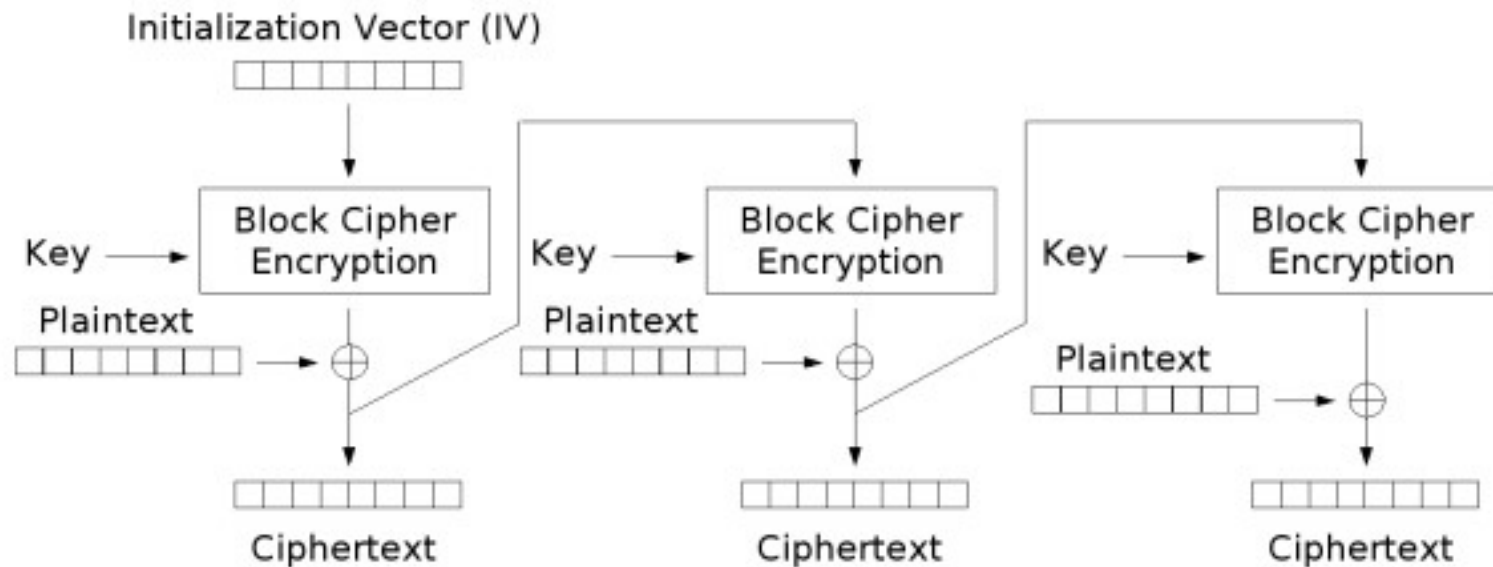 Initialization Vector (IV)
Block Cipher
Encryption
Key
Plaintext
Ciphertext
Block Cipher
Encryption
Key
Plaintext
Ciphertext
Block Cipher
Encryption
Key
Plaintext
Ciphertext